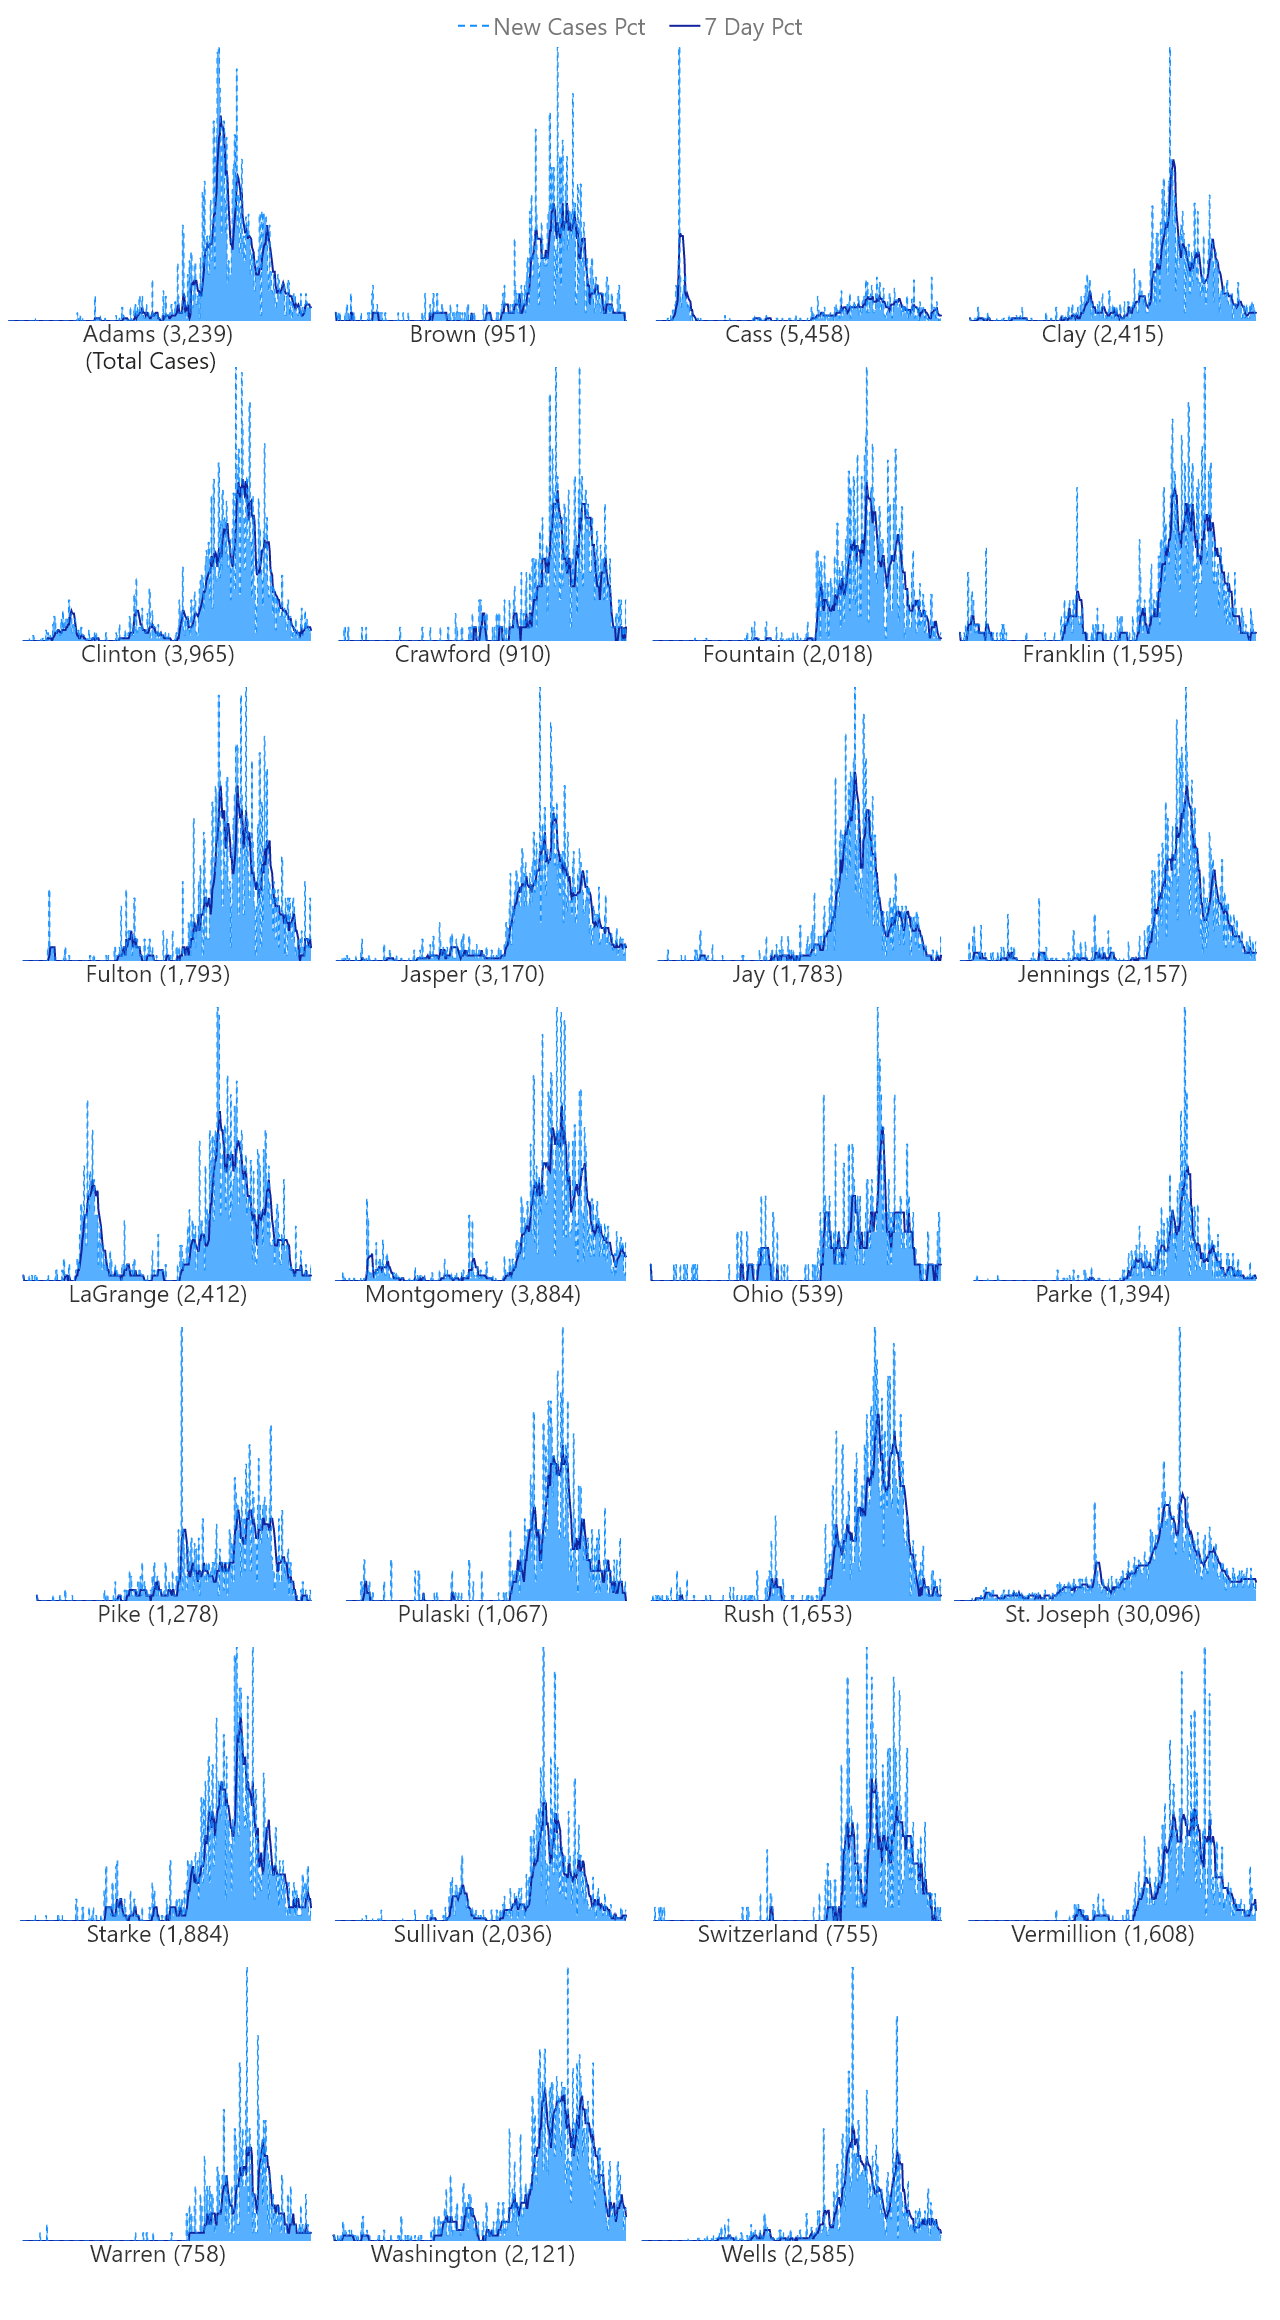 New Cases Pct 7 Day Pct
Adams (3,239) Brown (951) Cass (5,458) Clay (2,415)
(Total Cases)
Clinton (3,965) Crawford (910) Fountain (2,018) Franklin (1,595)
Fulton (1,793) Jasper (3,170) Jay (1,783) Jennings (2,157)
LaGrange (2,412) Montgomery (3,884) Ohio (539) Parke (1,394)
Pike (1,278) Pulaski (1,067) Rush (1,653) St. Joseph (30,096)
Starke (1,884) Sullivan (2,036) Switzerland (755) Vermillion (1,608)
Warren (758) Washington (2,121) Wells (2,585)